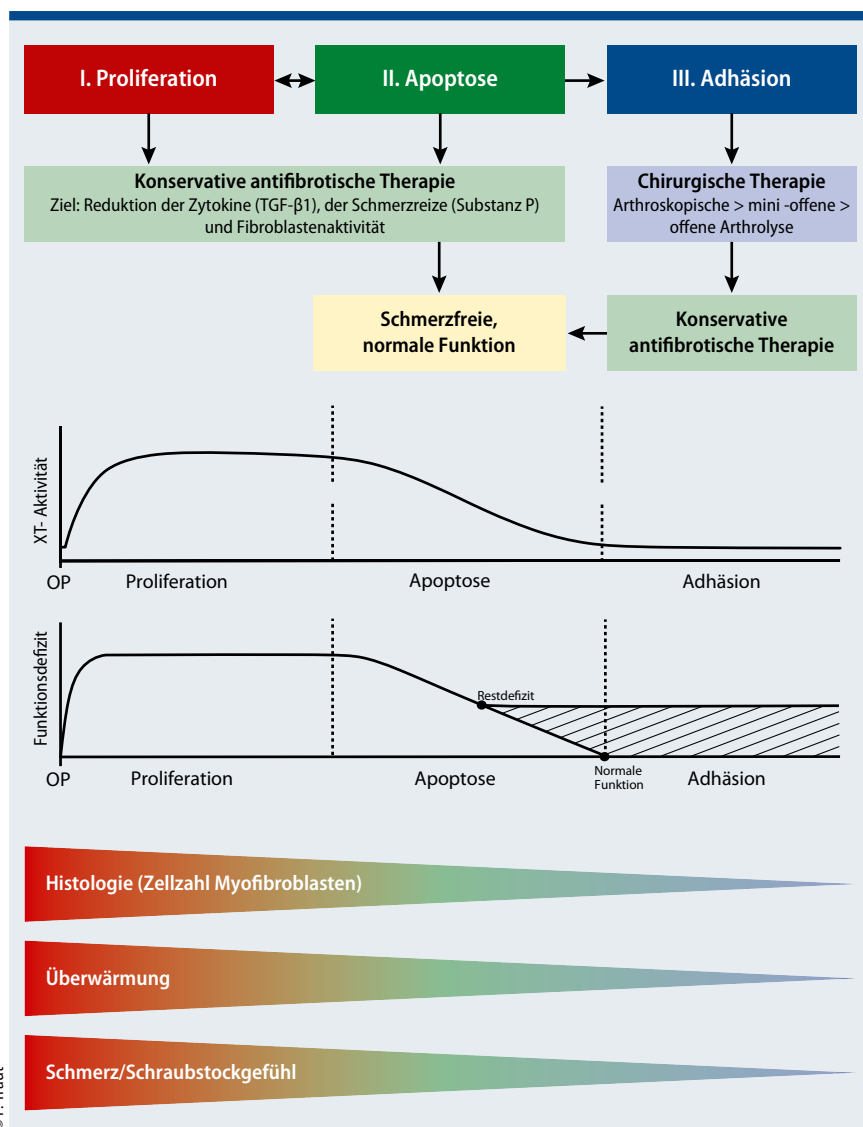 I. Proliferation
II. Apoptose
III. Adhäsion
Konservative antifibrotische Therapie
Ziel: Reduktion der Zytokine (TGF-β1), der Schmerzreize (Substanz P)
und Fibroblastenaktivität
Chirurgische Therapie
Arthroskopische > mini -offene >
offene Arthrolyse
Schmerzfreie,
normale Funktion
Konservative
antifibrotische Therapie
XT- Aktivität
OP
Proliferation
Apoptose
Adhäsion
Funktionsdefizit
Restdefizit
OP
Proliferation
Apoptose
Normale
Funktion
Adhäsion
Histologie (Zellzahl Myofibroblasten)
Überwärmung
Schmerz/Schraubstockgefühl